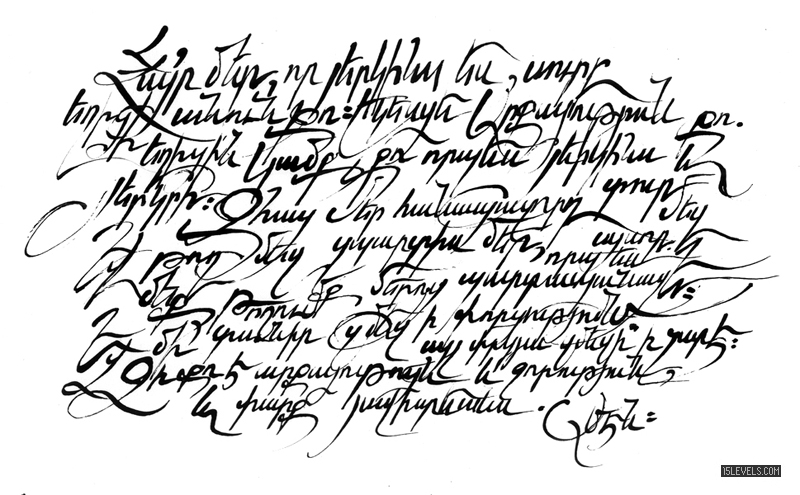 Հայր մեր, որ յերկինս ես, սուրբ
եղիցի անուն քո: Եկեսցէ արքայութիւն քո.
Եւ եղիցին կամք քո որպէս յերկինս և
յերկրի: Զհաց մեր հանապազորդ տուր մեզ
այսօր.
Եւ թող մեզ զպարտիս մեր, որպէս և
մեք թողումք մերոց պարտապանաց:
Եւ մի տանիր զմեզ ի փորձութիւն
այլ փրկեա զմեզ ի չարէ:
Զի քո է արքայութիւն և զօրութիւն,
և փառք յաւիտեանս. Ամէն:
15LEVELS.COM